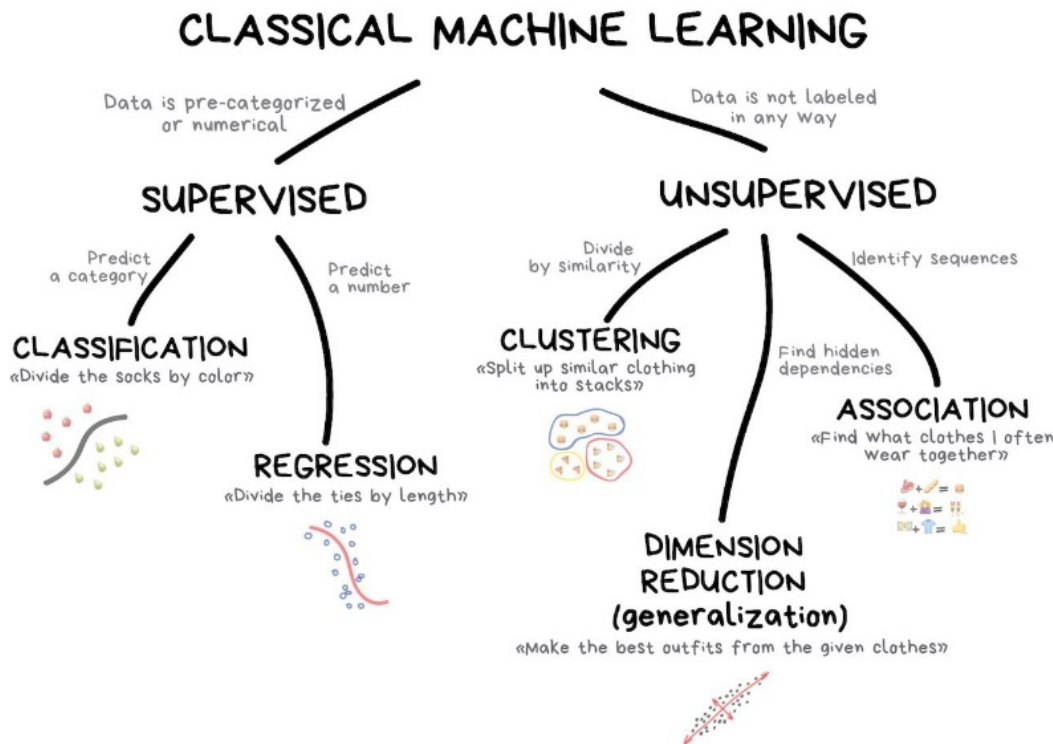 CLASSICAL MACHINE LEARNING
Data is pre-categorized
or numerical
Data is not labeled
in any way
SUPERVISED
UNSUPERVISED
Predict
a category
Predict
a number
Divide
by similarity
Identify sequences
CLASSIFICATION
«Divide the socks by color»
CLUSTERING
«Split up similar clothing
into stacks»
Find hidden
dependencies
ASSOCIATION
«Find what clothes I often
wear together»
REGRESSION
«Divide the ties by length»
+ =
+ =
+ =
DIMENSION
REDUCTION
(generalization)
«Make the best outfits from the given clothes»